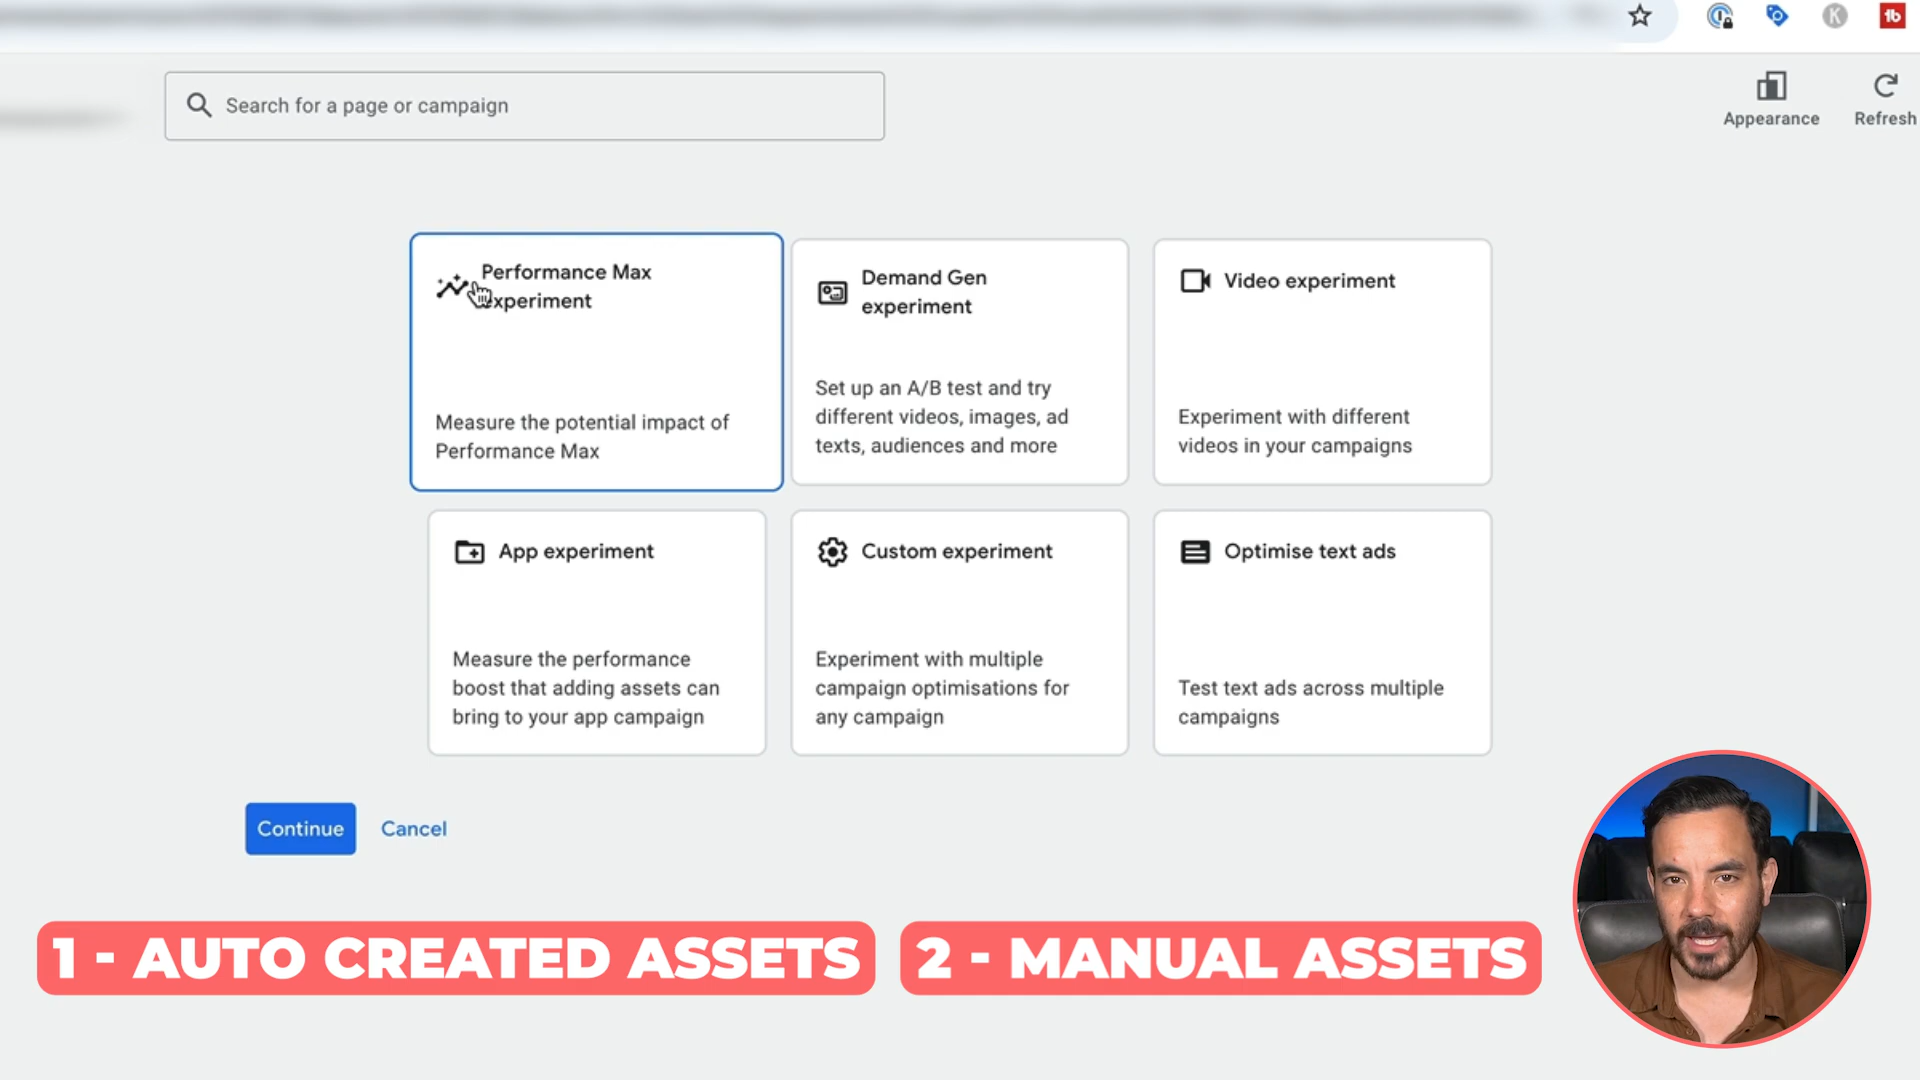 Search for a page or campaign
Appearance
Refresh
Performance Max
experiment
Measure the potential impact of
Performance Max
Demand Gen
experiment
Set up an A/B test and try
different videos, images, ad
texts, audiences and more
Video experiment
Experiment with different
videos in your campaigns
App experiment
Measure the performance
boost that adding assets can
bring to your app campaign
Custom experiment
Experiment with multiple
campaign optimisations for
any campaign
Optimise text ads
Test text ads across multiple
campaigns
Continue
Cancel
1 - AUTO CREATED ASSETS
2 - MANUAL ASSETS
K
tb